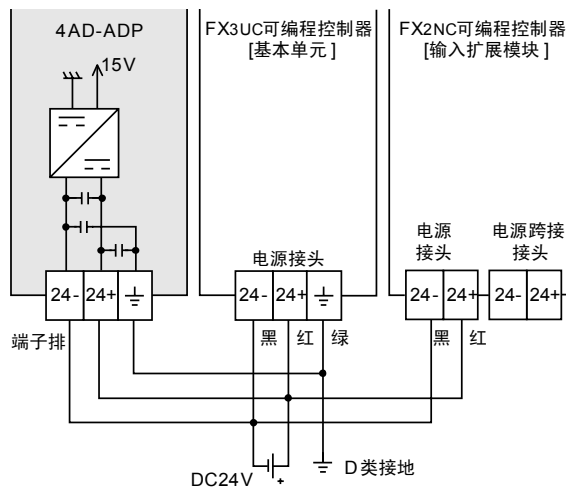 4AD-ADP
FX3UC可编程控制器
[基本单元]
FX2NC可编程控制器
[输入扩展模块]
15V
电源接头
电源
接头
电源跨接
接头
24-
24+
24-
24+
24-
24+
24-
24+
端子排
黑
红
绿
黑
红
DC24V
+
D类接地